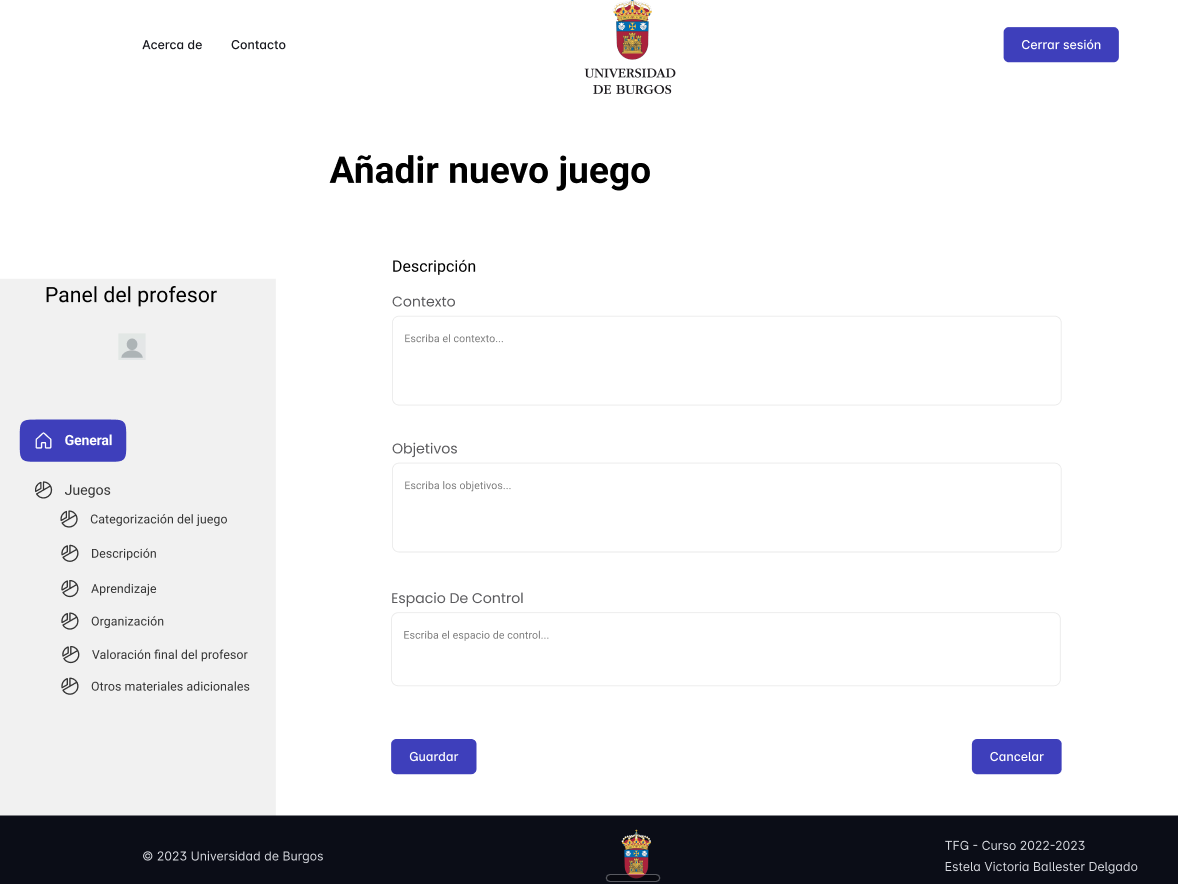 Acerca de
Contacto
UNIVERSIDAD
DE BURGOS
Cerrar sesión
Añadir nuevo juego
Panel del profesor
General
Juegos
Categorización del juego
Descripción
Aprendizaje
Organización
Valoración final del profesor
Otros materiales adicionales
Descripción
Contexto
Escriba el contexto...
Objetivos
Escriba los objetivos...
Espacio De Control
Escriba el espacio de control...
Guardar
Cancelar
© 2023 Universidad de Burgos
TFG - Curso 2022-2023
Estela Victoria Ballester Delgado